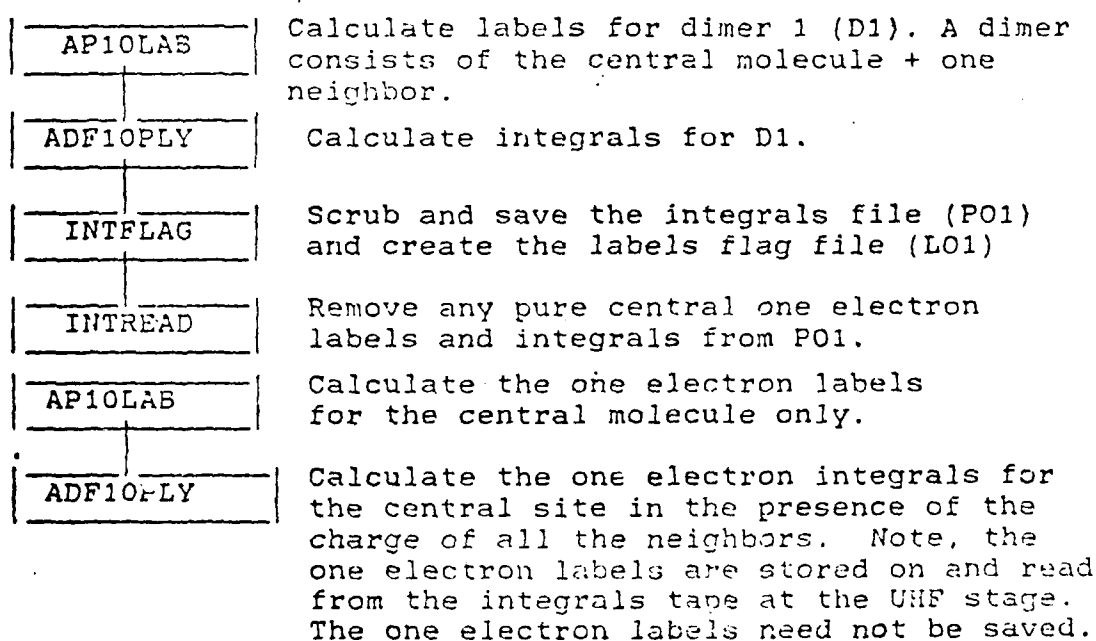 AP10LAB
Calculate labels for dimer 1 (D1). A dimer
consists of the central molecule + one
neighbor.
ADF10PLY
Calculate integrals for D1.
INTFLAG
Scrub and save the integrals file (PO1)
and create the labels flag file (LO1)
INTREAD
Remove any pure central one electron
labels and integrals from PO1.
AP10LAB
Calculate the one electron labels
for the central molecule only.
ADF10PLY
Calculate the one electron integrals for
the central site in the presence of the
charge of all the neighbors. Note, the
one electron labels are stored on and read
from the integrals tape at the UHF stage.
The one electron labels need not be saved.